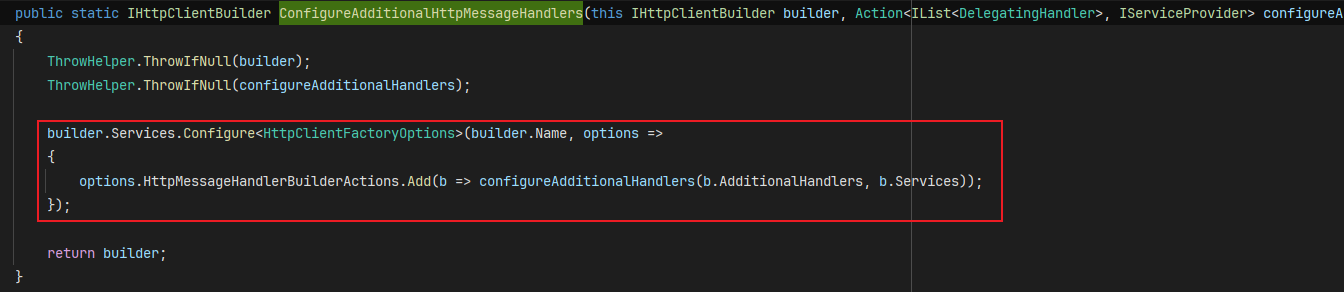 public static IHttpClientBuilder ConfigureAdditionalHttpMessageHandlers(this IHttpClientBuilder builder, Action<IList<DelegatingHandler>, IServiceProvider> configureA
{
    ThrowHelper.ThrowIfNull(builder);
    ThrowHelper.ThrowIfNull(configureAdditionalHandlers);
    builder.Services.Configure<HttpClientFactoryOptions>(builder.Name, options =>
    {
        options.HttpMessageHandlerBuilderActions.Add(b => configureAdditionalHandlers(b.AdditionalHandlers, b.Services));
    });
    return builder;
}